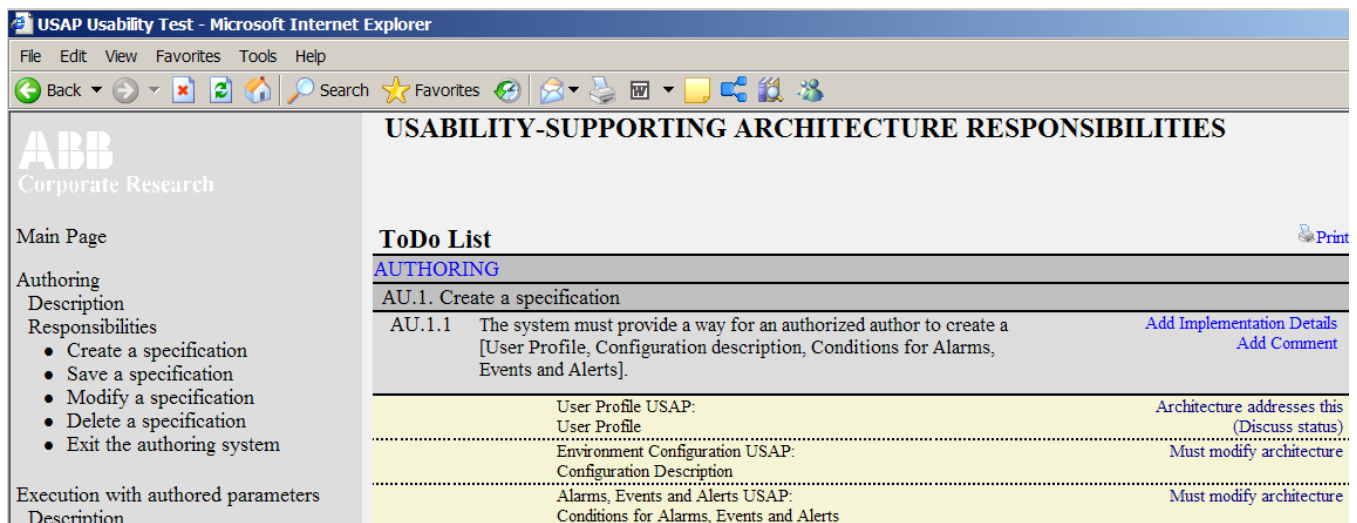 USAP Usability Test - Microsoft Internet Explorer
File Edit View Favorites Tools Help
Back Search Favorites
ABB
Corporate Research
Main Page
Authoring
Description
Responsibilities
• Create a specification
• Save a specification
• Modify a specification
• Delete a specification
• Exit the authoring system
Execution with authored parameters
Description
USABILITY-SUPPORTING ARCHITECTURE RESPONSIBILITIES
ToDo List
Print
AUTHORING
AU.1. Create a specification
AU.1.1 The system must provide a way for an authorized author to create a
[User Profile, Configuration description, Conditions for Alarms,
Events and Alerts].
Add Implementation Details
Add Comment
User Profile USAP:
User Profile
Architecture addresses this
(Discuss status)
Environment Configuration USAP:
Configuration Description
Must modify architecture
Alarms, Events and Alerts USAP:
Conditions for Alarms, Events and Alerts
Must modify architecture